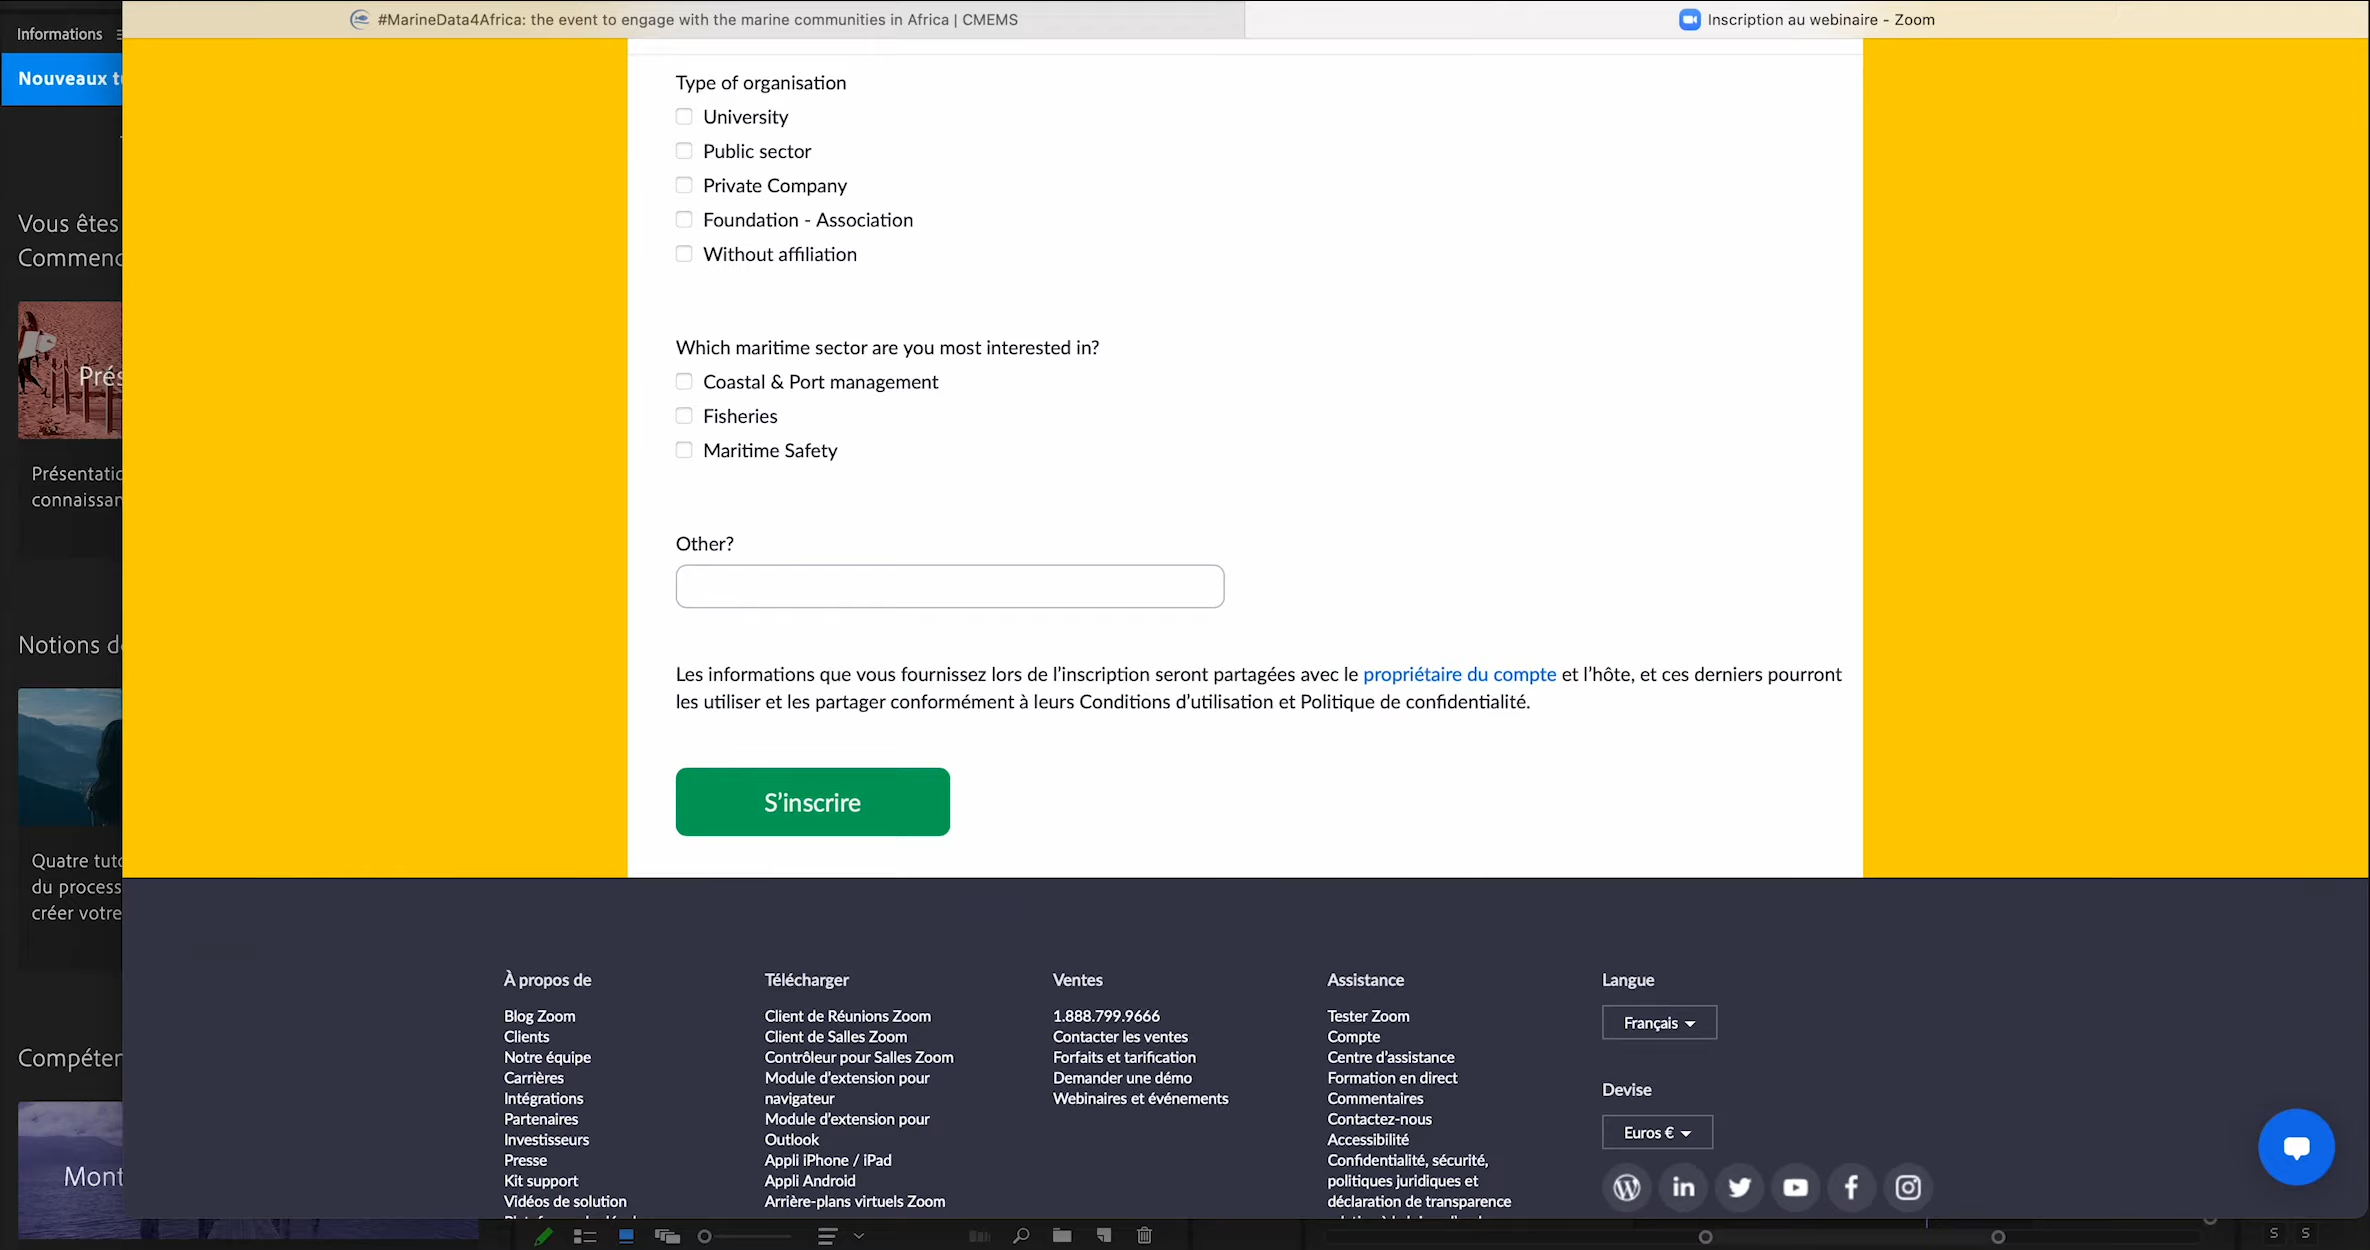 #MarineData4Africa: the event to engage with the marine communities in Africa | CMEMS
Inscription au webinaire - Zoom
Informations
Nouveaux
Vous êtes
Type of organisation
University
Public sector
Private Company
Foundation - Association
Without affiliation
Which maritime sector are you most interested in?
Coastal & Port management
Fisheries
Maritime Safety
Other?
Les informations que vous fournissez lors de l’inscription seront partagées avec le propriétaire du compte et l’hôte, et ces derniers pourront
les utiliser et les partager conformément à leurs Conditions d’utilisation et Politique de confidentialité.
S’inscrire
Notions
Quatre
du
créer votre
À propos de
Blog Zoom
Clients
Notre équipe
Carrières
Intégrations
Partenaires
Investisseurs
Presse
Kit support
Vidéos de solution
Télécharger
Client de Réunions Zoom
Client de Salles Zoom
Contrôleur pour Salles Zoom
Module d’extension pour
navigateur
Module d’extension pour
Outlook
Appli iPhone / iPad
Appli Android
Arrière-plans virtuels Zoom
Ventes
1.888.799.9666
Contacter les ventes
Forfaits et tarification
Demander une démo
Webinaires et événements
Assistance
Tester Zoom
Compte
Centre d’assistance
Formation en direct
Commentaires
Contactez-nous
Accessibilité
Confidentialité, sécurité,
politiques juridiques et
déclaration de transparence
Langue
Français
Devise
Euros €
S S